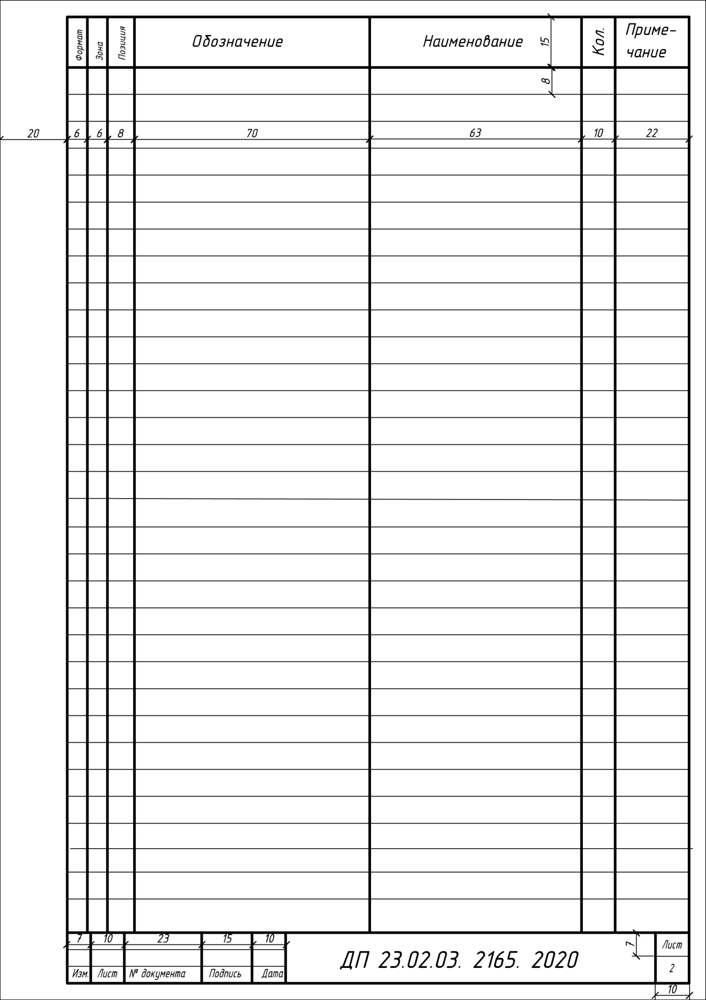 Формат Зона Позиция Обозначение Наименование 15 Кол. Приме-
чание
8
20 6 6 8 70 63 10 22
7 10 23 15 10
7 Лист
ДП 23.02.03. 2165. 2020
Изм. Лист № документа Подпись Дата 2
10